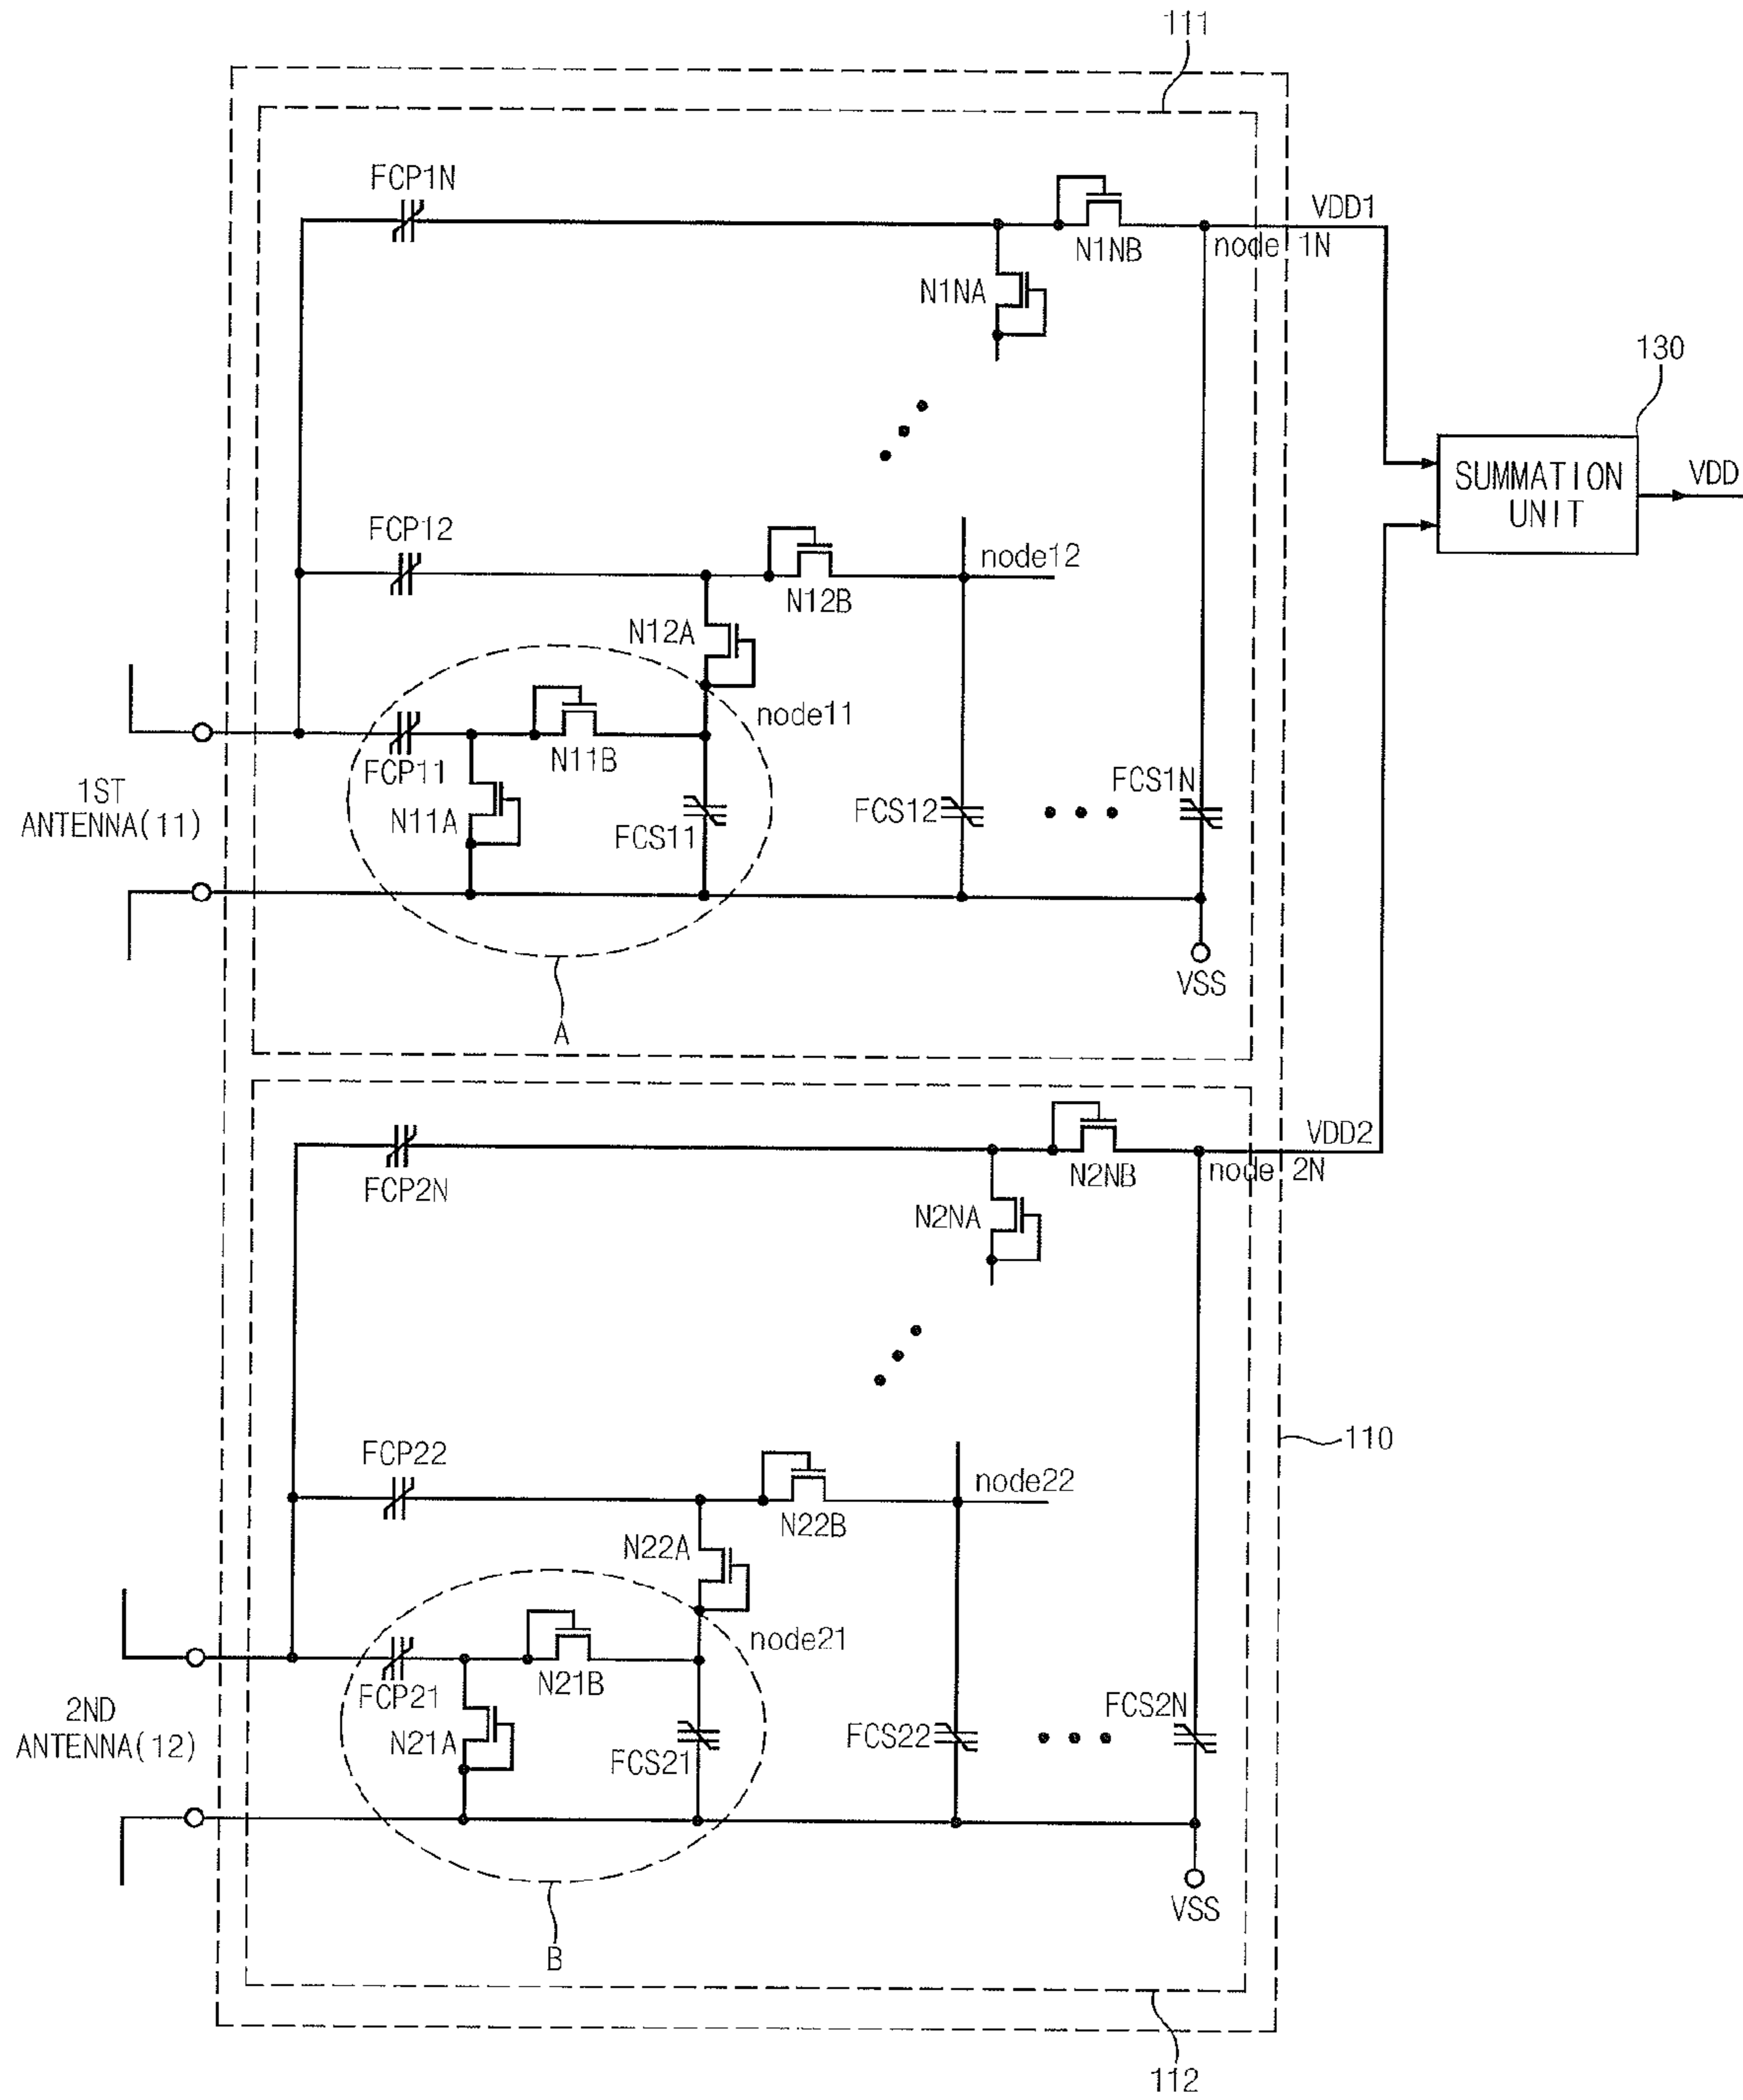 111
FCP1N
VDD1
N1NB
node 1N
N1NA
130
SUMMATION
UNIT
VDD
FCP12
node12
N12B
N12A
node11
FCP11
N11B
1ST
ANTENNA(11)
N11A
FCS11
FCS12
FCS1N
VSS
A
VDD2
N2NB
node 2N
FCP2N
N2NA
110
FCP22
node22
N22B
N22A
node21
FCP21
N21B
2ND
ANTENNA(12)
N21A
FCS21
FCS22
FCS2N
VSS
B
112